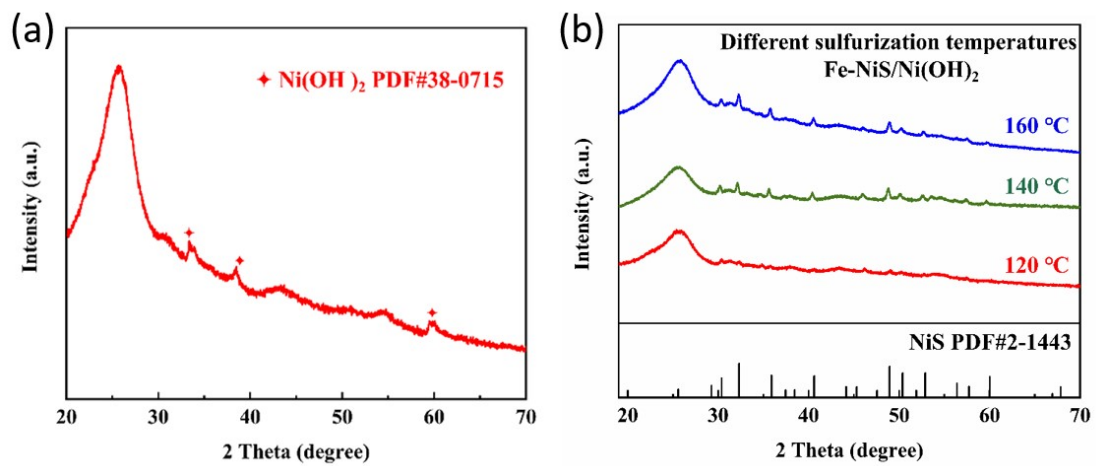 (a)
✦ Ni(OH )₂ PDF#38-0715
Intensity (a.u.)
20 30 40 50 60 70
2 Theta (degree)
(b)
Different sulfurization temperatures
Fe-NiS/Ni(OH)₂
160 °C
140 °C
120 °C
NiS PDF#2-1443
Intensity (a.u.)
20 30 40 50 60 70
2 Theta (degree)